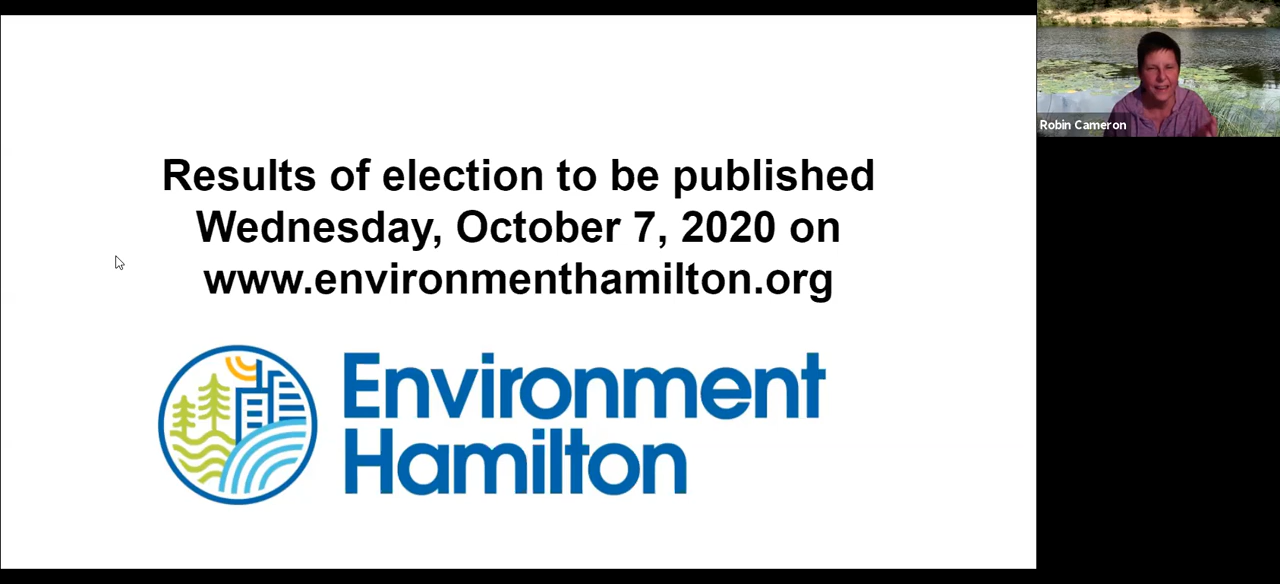 Results of election to be published
Wednesday, October 7, 2020 on
www.environmenthamilton.org
Environment
Hamilton
Robin Cameron